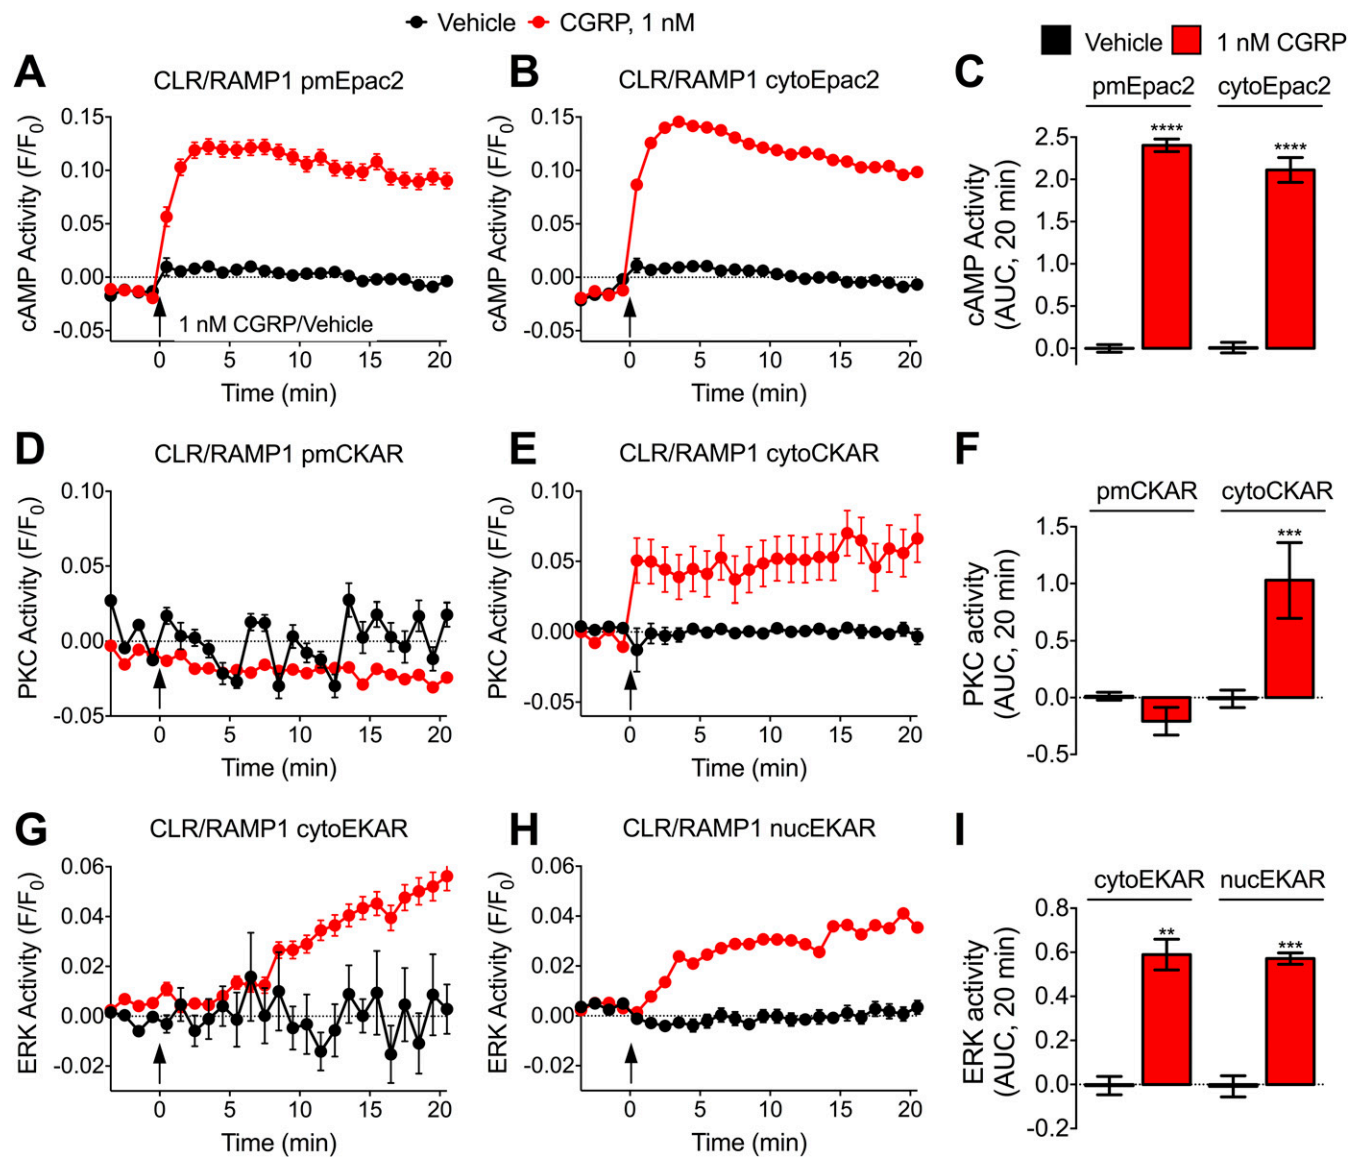 Vehicle CGRP, 1 nM
Vehicle 1 nM CGRP
A
CLR/RAMP1 pmEpac2
cAMP Activity (F/F0)
0.15
0.10
0.05
0.00
-0.05
1 nM CGRP/Vehicle
0 5 10 15 20
Time (min)
B
CLR/RAMP1 cytoEpac2
cAMP Activity (F/F0)
0.15
0.10
0.05
0.00
-0.05
0 5 10 15 20
Time (min)
C
pmEpac2 cytoEpac2
cAMP Activity
(AUC, 20 min)
2.5
2.0
1.5
1.0
0.5
0.0
**** ****
D
CLR/RAMP1 pmCKAR
PKC Activity (F/F0)
0.10
0.05
0.00
-0.05
0 5 10 15 20
Time (min)
E
CLR/RAMP1 cytoCKAR
PKC Activity (F/F0)
0.10
0.05
0.00
-0.05
0 5 10 15 20
Time (min)
F
pmCKAR cytoCKAR
PKC activity
(AUC, 20 min)
1.5
1.0
0.5
0.0
-0.5
***
G
CLR/RAMP1 cytoEKAR
ERK Activity (F/F0)
0.06
0.04
0.02
0.00
-0.02
0 5 10 15 20
Time (min)
H
CLR/RAMP1 nucEKAR
ERK Activity (F/F0)
0.06
0.04
0.02
0.00
-0.02
0 5 10 15 20
Time (min)
I
cytoEKAR nucEKAR
ERK activity
(AUC, 20 min)
0.8
0.6
0.4
0.2
0.0
-0.2
** ***